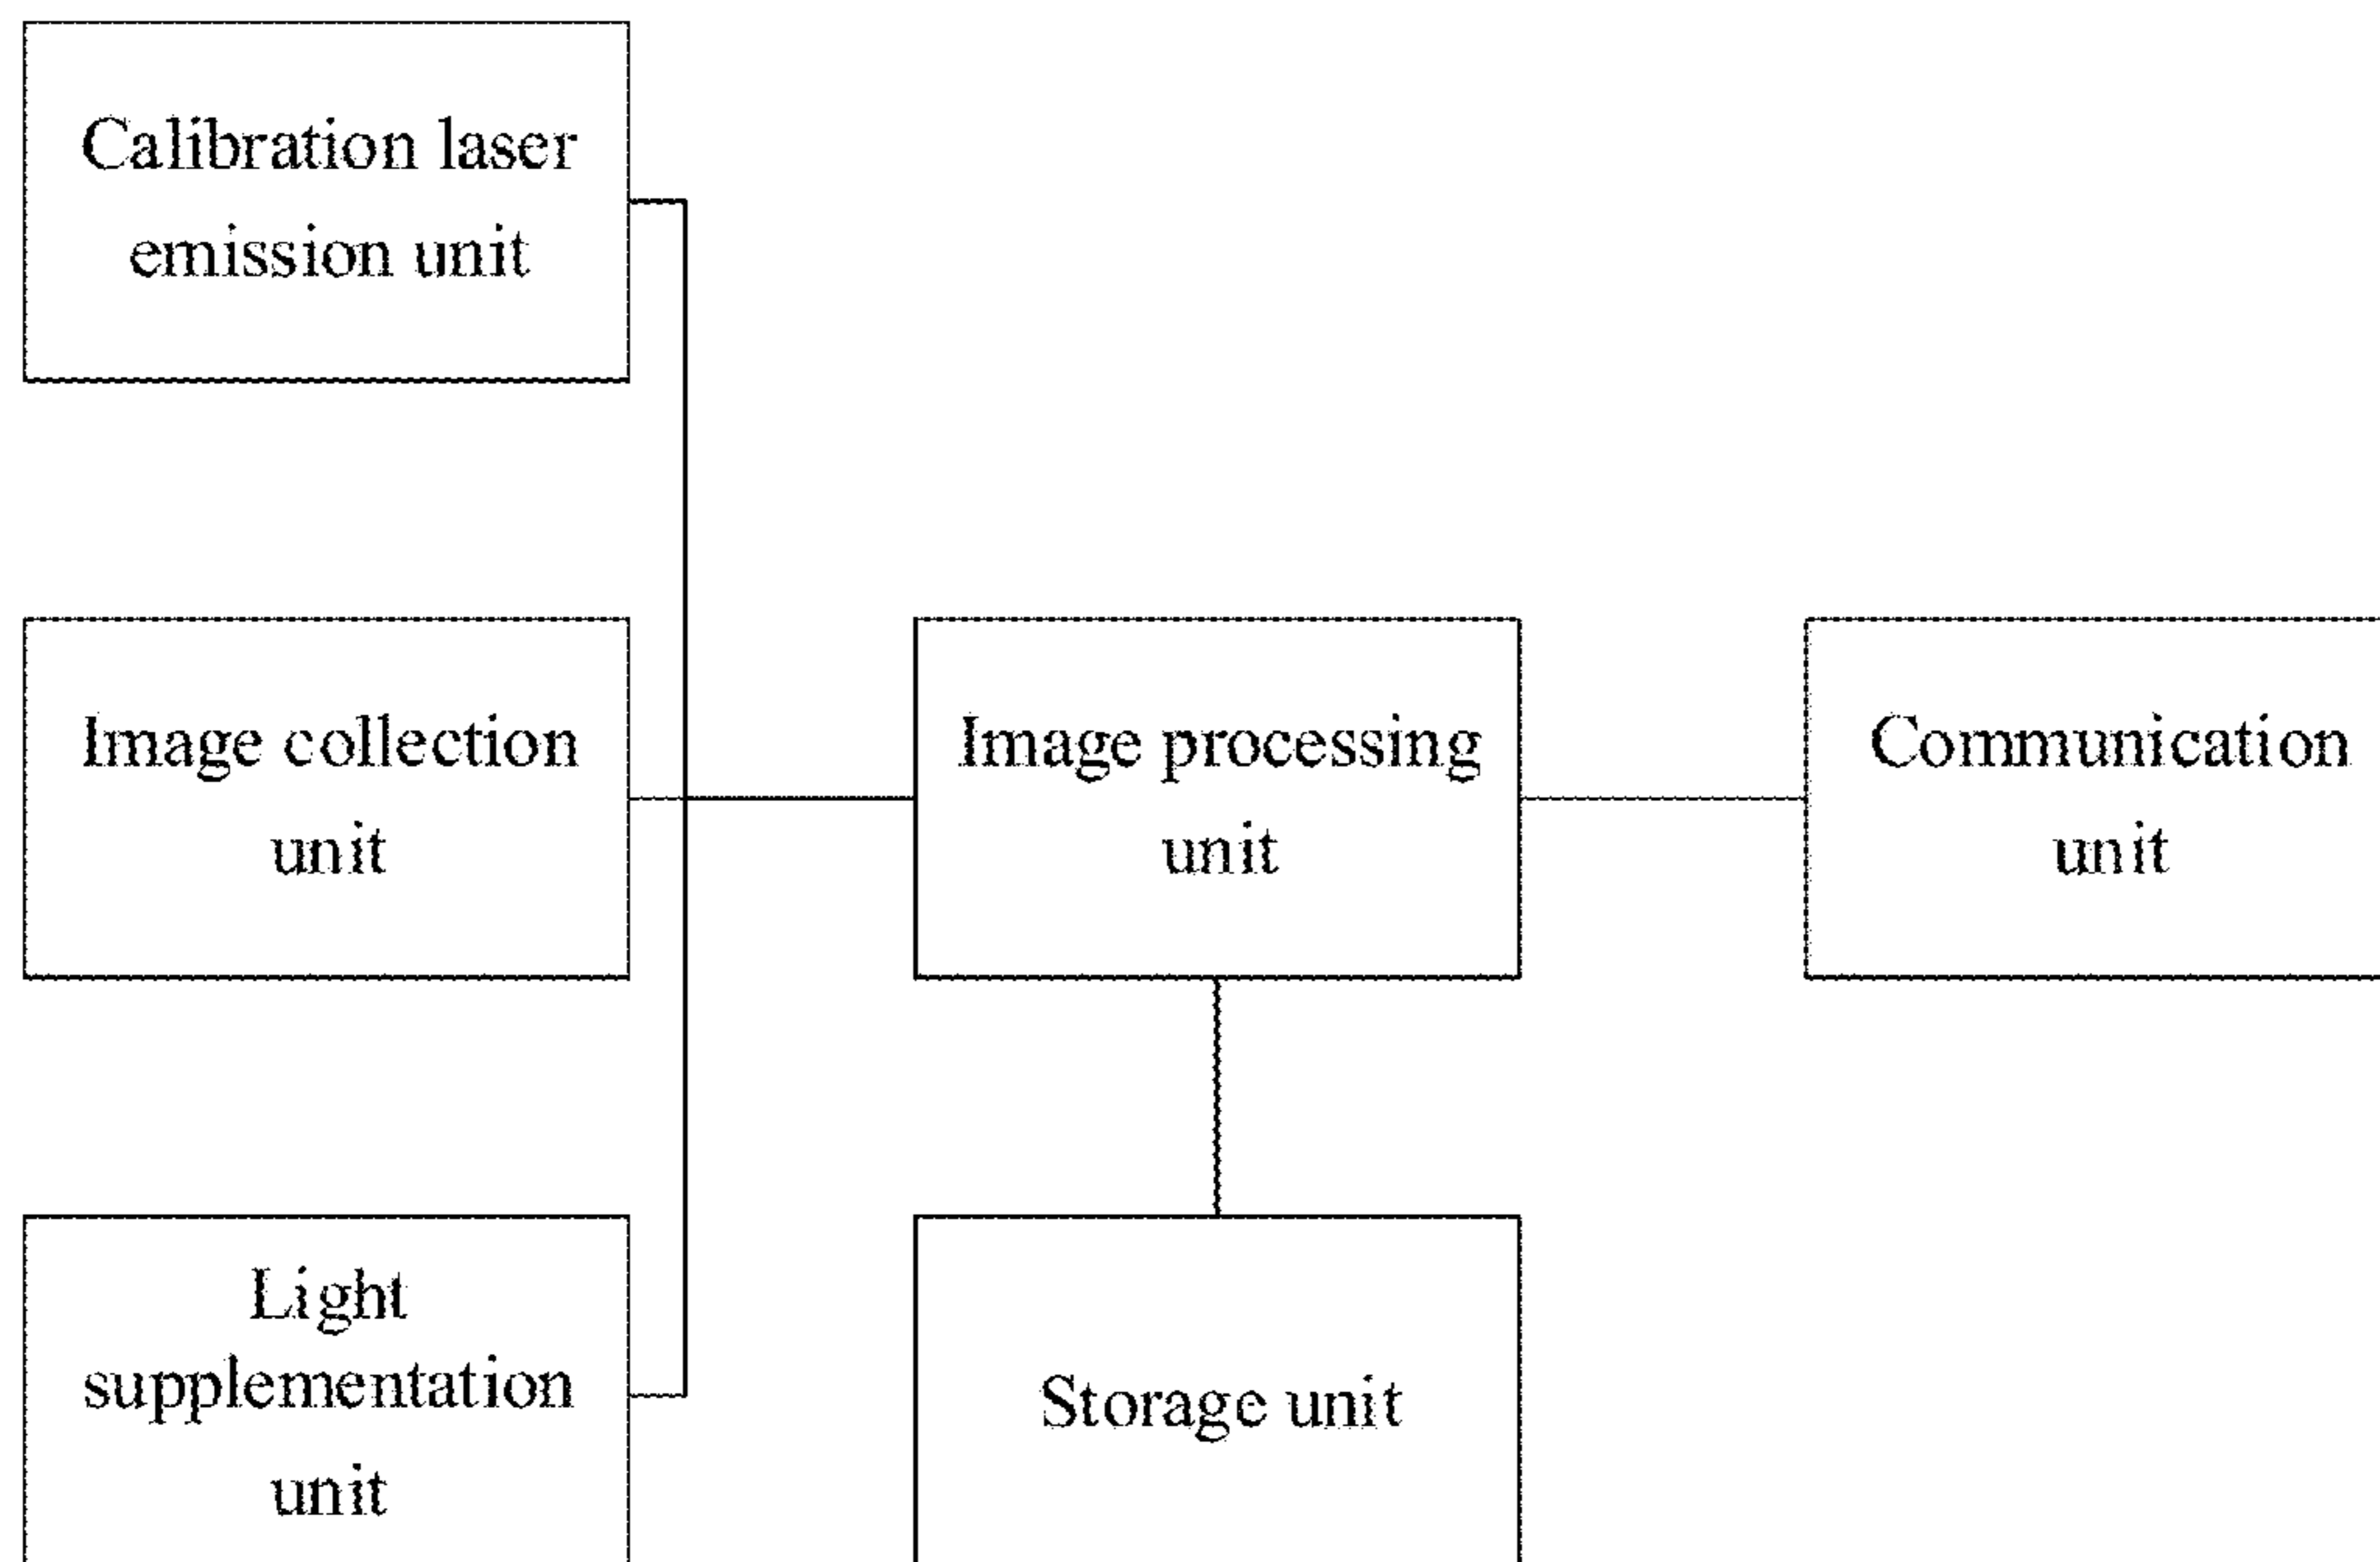 Calibration laser
emission unit
Image collection
unit
Image processing
unit
Communication
unit
Light
supplementation
unit
Storage unit